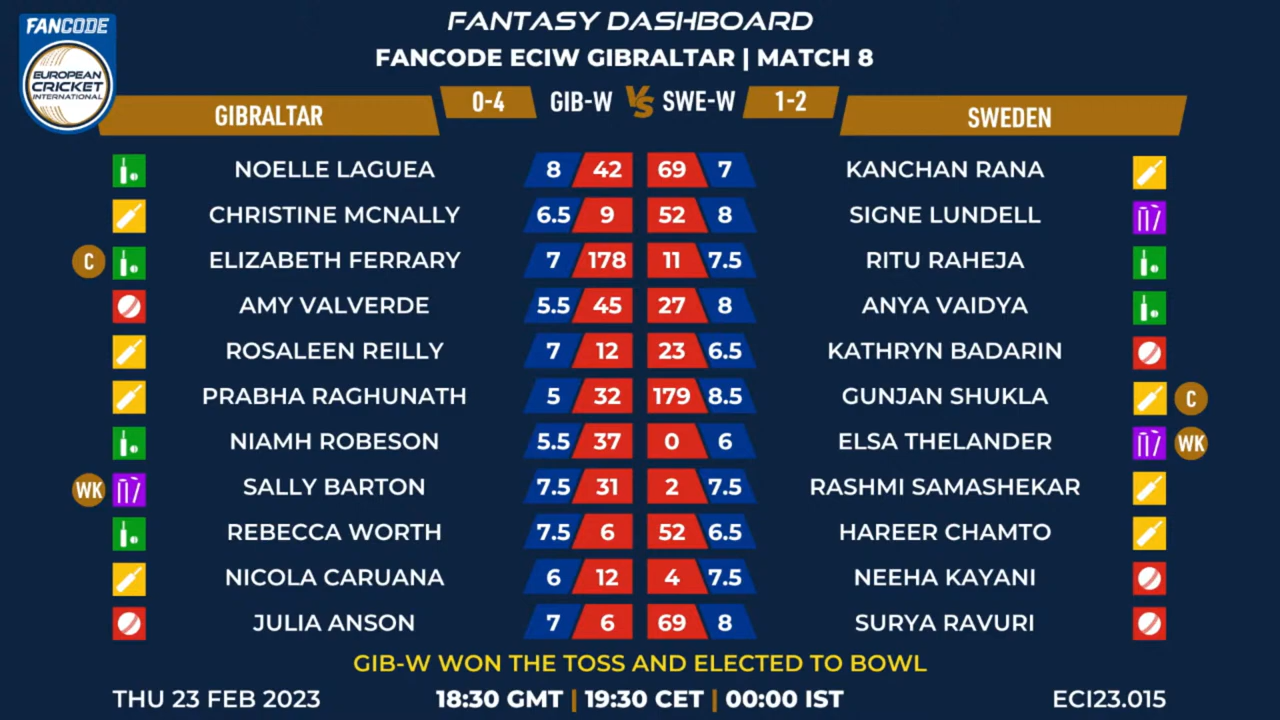 FANCODE
EUROPEAN
CRICKET
INTERNATIONAL
FANTASY DASHBOARD
FANCODE ECIW GIBRALTAR | MATCH 8
GIBRALTAR 0-4 GIB-W VS SWE-W 1-2 SWEDEN
NOELLE LAGUEA 8 42 69 7 KANCHAN RANA
CHRISTINE MCNALLY 6.5 9 52 8 SIGNE LUNDELL
C ELIZABETH FERRARY 7 178 11 7.5 RITU RAHEJA
AMY VALVERDE 5.5 45 27 8 ANYA VAIDYA
ROSALEEN REILLY 7 12 23 6.5 KATHRYN BADARIN
PRABHA RAGHUNATH 5 32 179 8.5 GUNJAN SHUKLA C
NIAMH ROBESON 5.5 37 0 6 ELSA THELANDER WK
WK SALLY BARTON 7.5 31 2 7.5 RASHMI SAMASHEKAR
REBECCA WORTH 7.5 6 52 6.5 HAREER CHAMTO
NICOLA CARUANA 6 12 4 7.5 NEEHA KAYANI
JULIA ANSON 7 6 69 8 SURYA RAVURI
GIB-W WON THE TOSS AND ELECTED TO BOWL
THU 23 FEB 2023 18:30 GMT | 19:30 CET | 00:00 IST ECI23.015